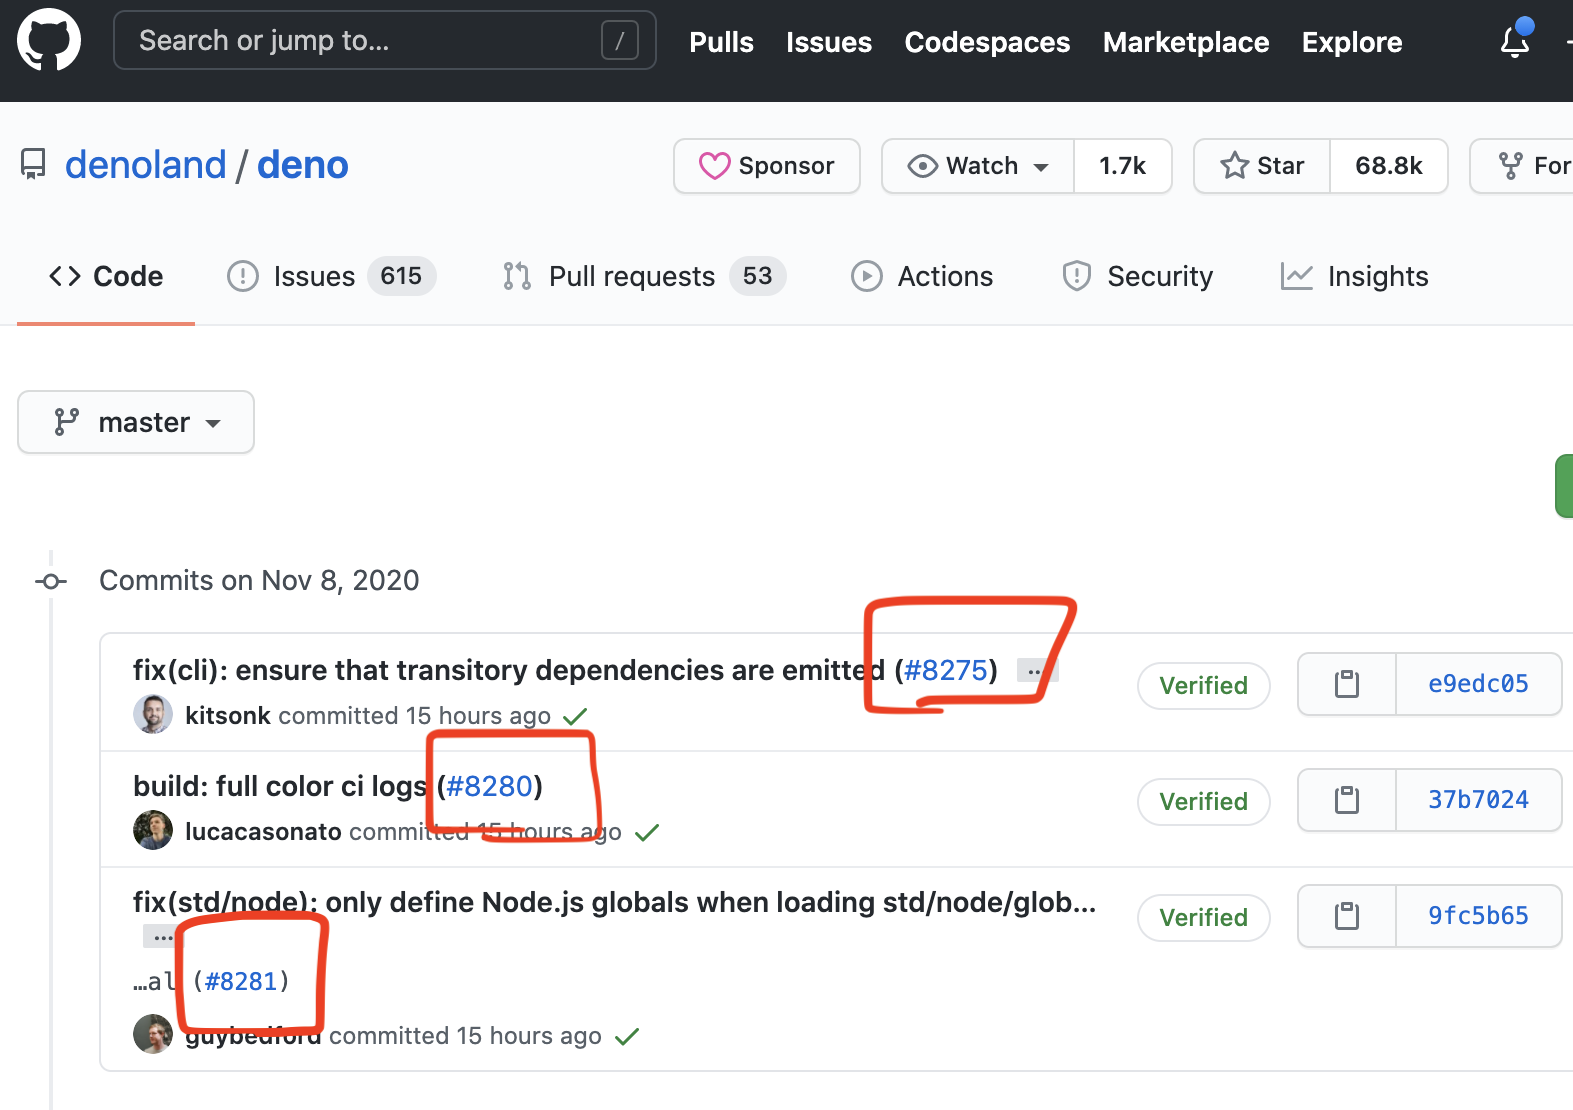 Search or jump to... / Pulls Issues Codespaces Marketplace Explore
denoland / deno Sponsor Watch 1.7k Star 68.8k For
Code Issues 615 Pull requests 53 Actions Security Insights
master
Commits on Nov 8, 2020
fix(cli): ensure that transitory dependencies are emitted (#8275) ... Verified e9edc05
kitsonk committed 15 hours ago
build: full color ci logs (#8280) Verified 37b7024
lucacasonato committed 15 hours ago
fix(std/node): only define Node.js globals when loading std/node/glob... Verified 9fc5b65
...
…al (#8281)
guybedford committed 15 hours ago